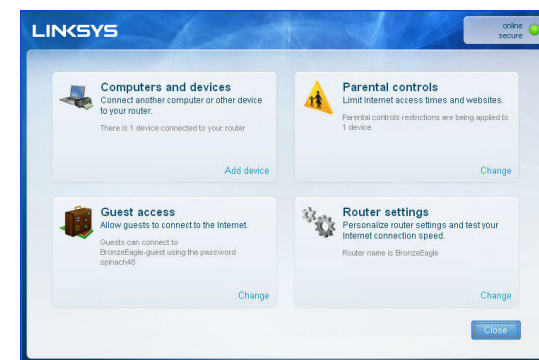 LINKSYS
online
secure
Computers and devices
Connect another computer or other device
to your router.
There is 1 device connected to your router
Add device
Parental controls
Limit Internet access times and websites.
Parental controls restrictions are being applied to
1 device
Change
Guest access
Allow guests to connect to the Internet.
Guests can connect to
BronzeEagle-guest using the password
spinach48
Change
Router settings
Personalize router settings and test your
Internet connection speed.
Router name is BronzeEagle
Change
Close